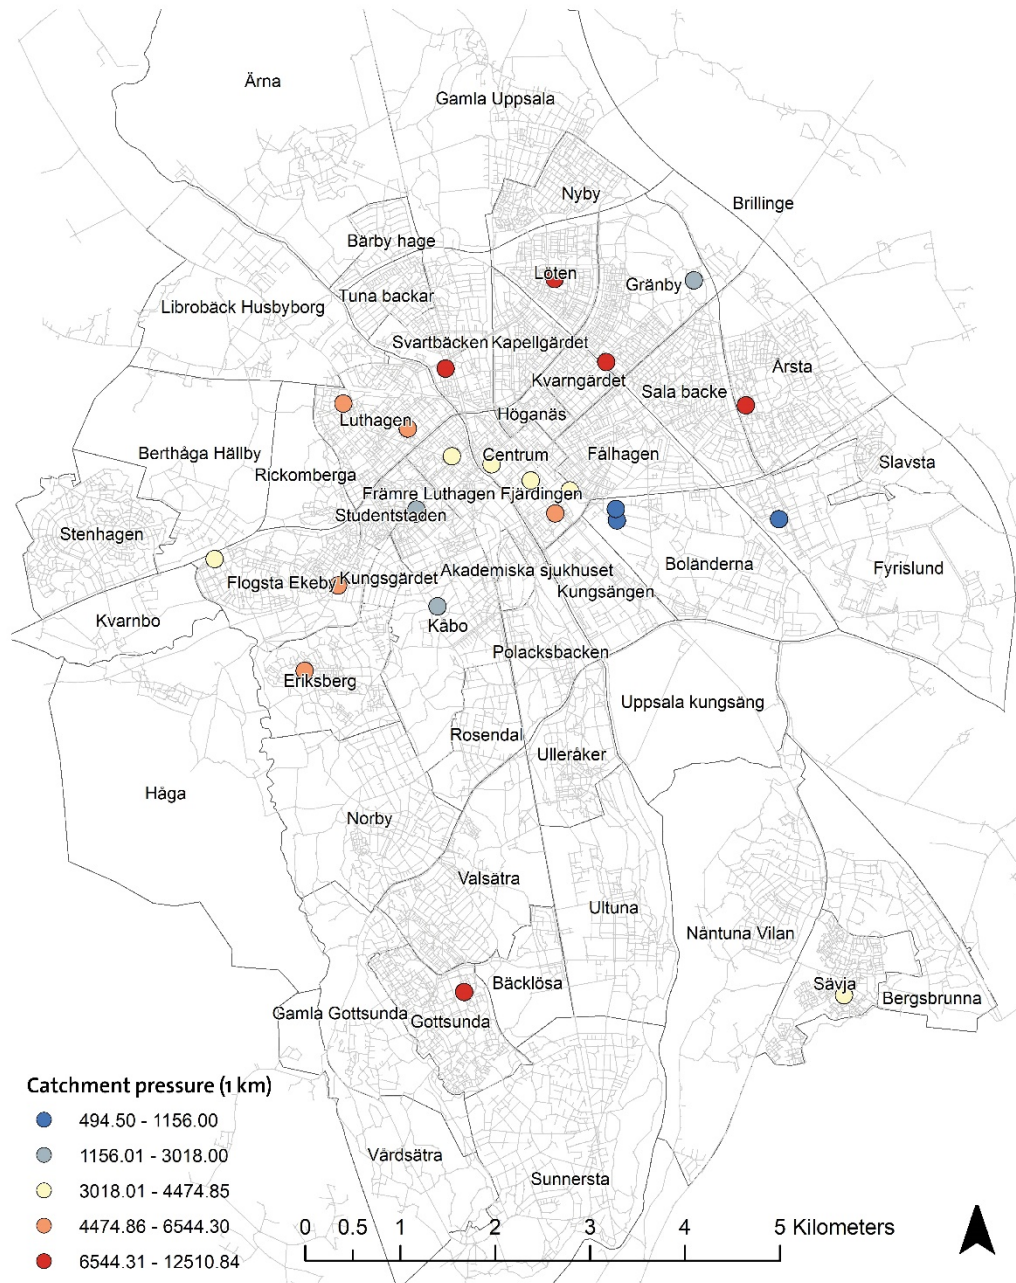 Ärna
Gamla Uppsala
Nyby
Brillinge
Bärby hage
Löten
Gränby
Tuna backar
Librobäck Husbyborg
Svartbäcken Kapellgärdet
Årsta
Kvarngärdet
Sala backe
Luthagen
Höganäs
Berthåga Hällby
Centrum
Fålhagen
Slavsta
Rickomberga
Främre Luthagen Fjärdingen
Studentstaden
Stenhagen
Boländerna
Fyrislund
Akademiska sjukhuset
Flogsta Ekeby Kungsgärdet
Kungsängen
Kvarnbo
Kåbo
Polacksbacken
Eriksberg
Uppsala kungsäng
Rosendal
Ulleråker
Håga
Norby
Valsätra
Ultuna
Nåntuna Vilan
Bäcklösa
Sävja
Bergsbrunna
Gamla Gottsunda
Gottsunda
Vårdsätra
Sunnersta
Catchment pressure (1 km)
494.50 - 1156.00
1156.01 - 3018.00
3018.01 - 4474.85
4474.86 - 6544.30
6544.31 - 12510.84
0 0.5 1 2 3 4 5 Kilometers